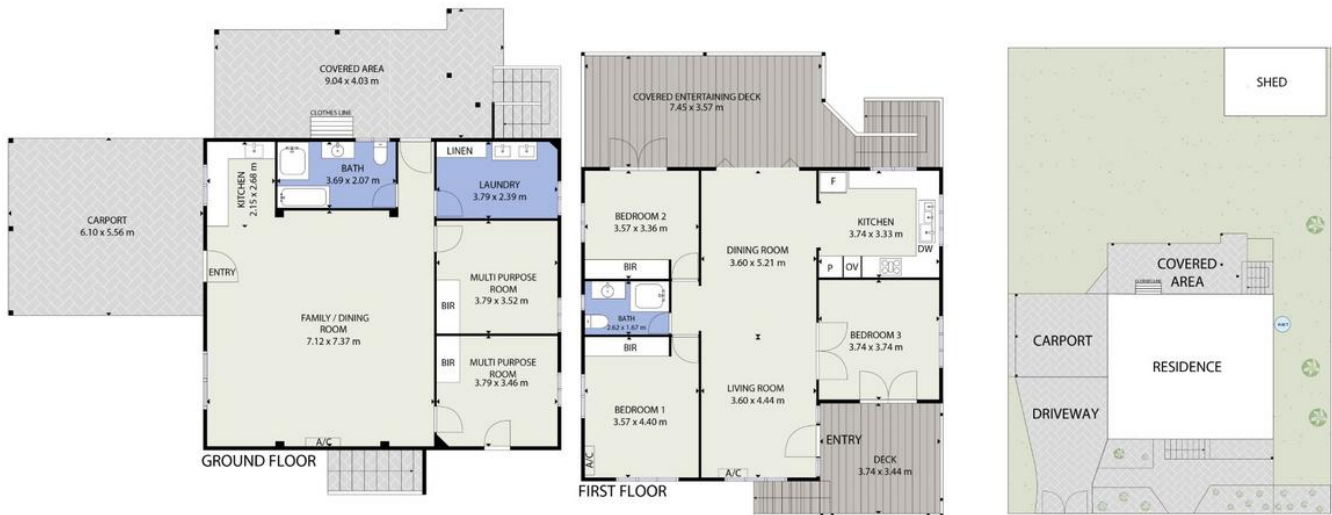 COVERED AREA
9.04 x 4.03 m
CLOTHES LINE
CARPORT
6.10 x 5.56 m
KITCHEN
2.15 x 2.68 m
BATH
3.69 x 2.07 m
LINEN
LAUNDRY
3.79 x 2.39 m
ENTRY
FAMILY / DINING
ROOM
7.12 x 7.37 m
BIR
MULTI PURPOSE
ROOM
3.79 x 3.52 m
BIR
MULTI PURPOSE
ROOM
3.79 x 3.46 m
A/C
GROUND FLOOR
COVERED ENTERTAINING DECK
7.45 x 3.57 m
BEDROOM 2
3.57 x 3.36 m
BIR
DINING ROOM
3.60 x 5.21 m
F
KITCHEN
3.74 x 3.33 m
DW
P
OV
BATH
2.62 x 1.67 m
BIR
BEDROOM 3
3.74 x 3.74 m
LIVING ROOM
3.60 x 4.44 m
BEDROOM 1
3.57 x 4.40 m
A/C
A/C
ENTRY
DECK
3.74 x 3.44 m
FIRST FLOOR
SHED
COVERED
AREA
CLOTHES LINE
CARPORT
RESIDENCE
HWT
DRIVEWAY